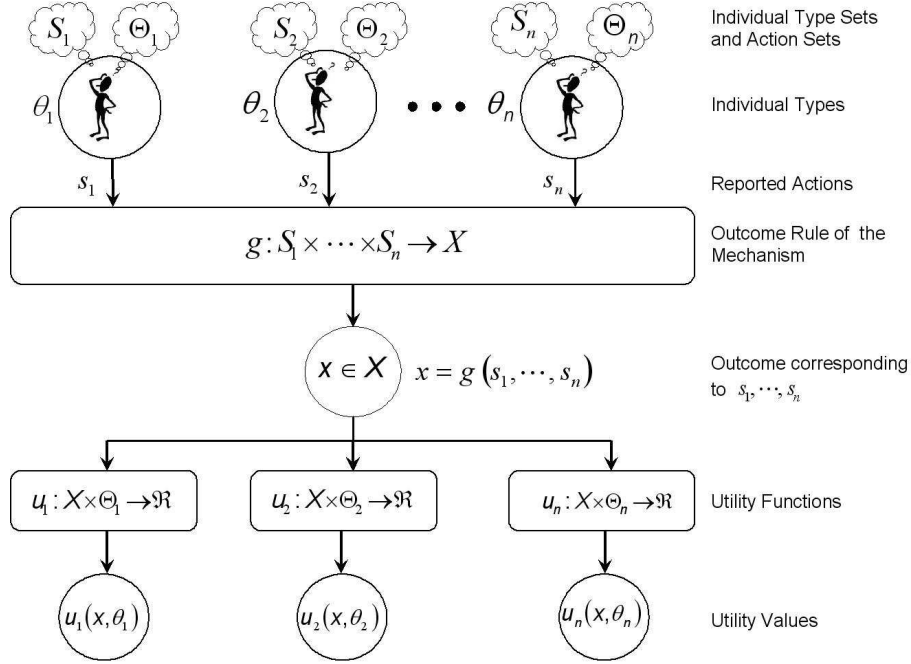 S₁ Θ₁ S₂ Θ₂ Sₙ Θₙ Individual Type Sets
and Action Sets
θ₁ θ₂ • • • θₙ Individual Types
s₁ s₂ sₙ Reported Actions
g : S₁ × ⋯ × Sₙ → X Outcome Rule of the
Mechanism
x ∈ X x = g (s₁, ⋯, sₙ) Outcome corresponding
to s₁, ⋯, sₙ
u₁ : X×Θ₁ → ℜ u₂ : X×Θ₂ → ℜ uₙ : X×Θₙ → ℜ Utility Functions
u₁(x,θ₁) u₂(x,θ₂) uₙ(x,θₙ) Utility Values